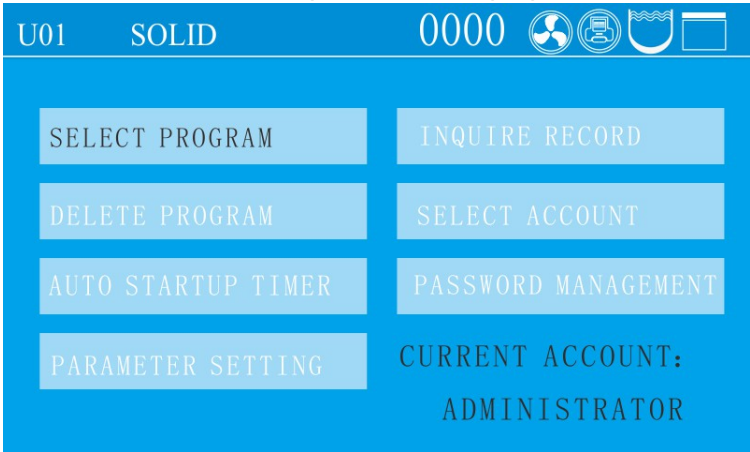 U01 SOLID 0000
SELECT PROGRAM
DELETE PROGRAM
AUTO STARTUP TIMER
PARAMETER SETTING
INQUIRE RECORD
SELECT ACCOUNT
PASSWORD MANAGEMENT
CURRENT ACCOUNT:
ADMINISTRATOR